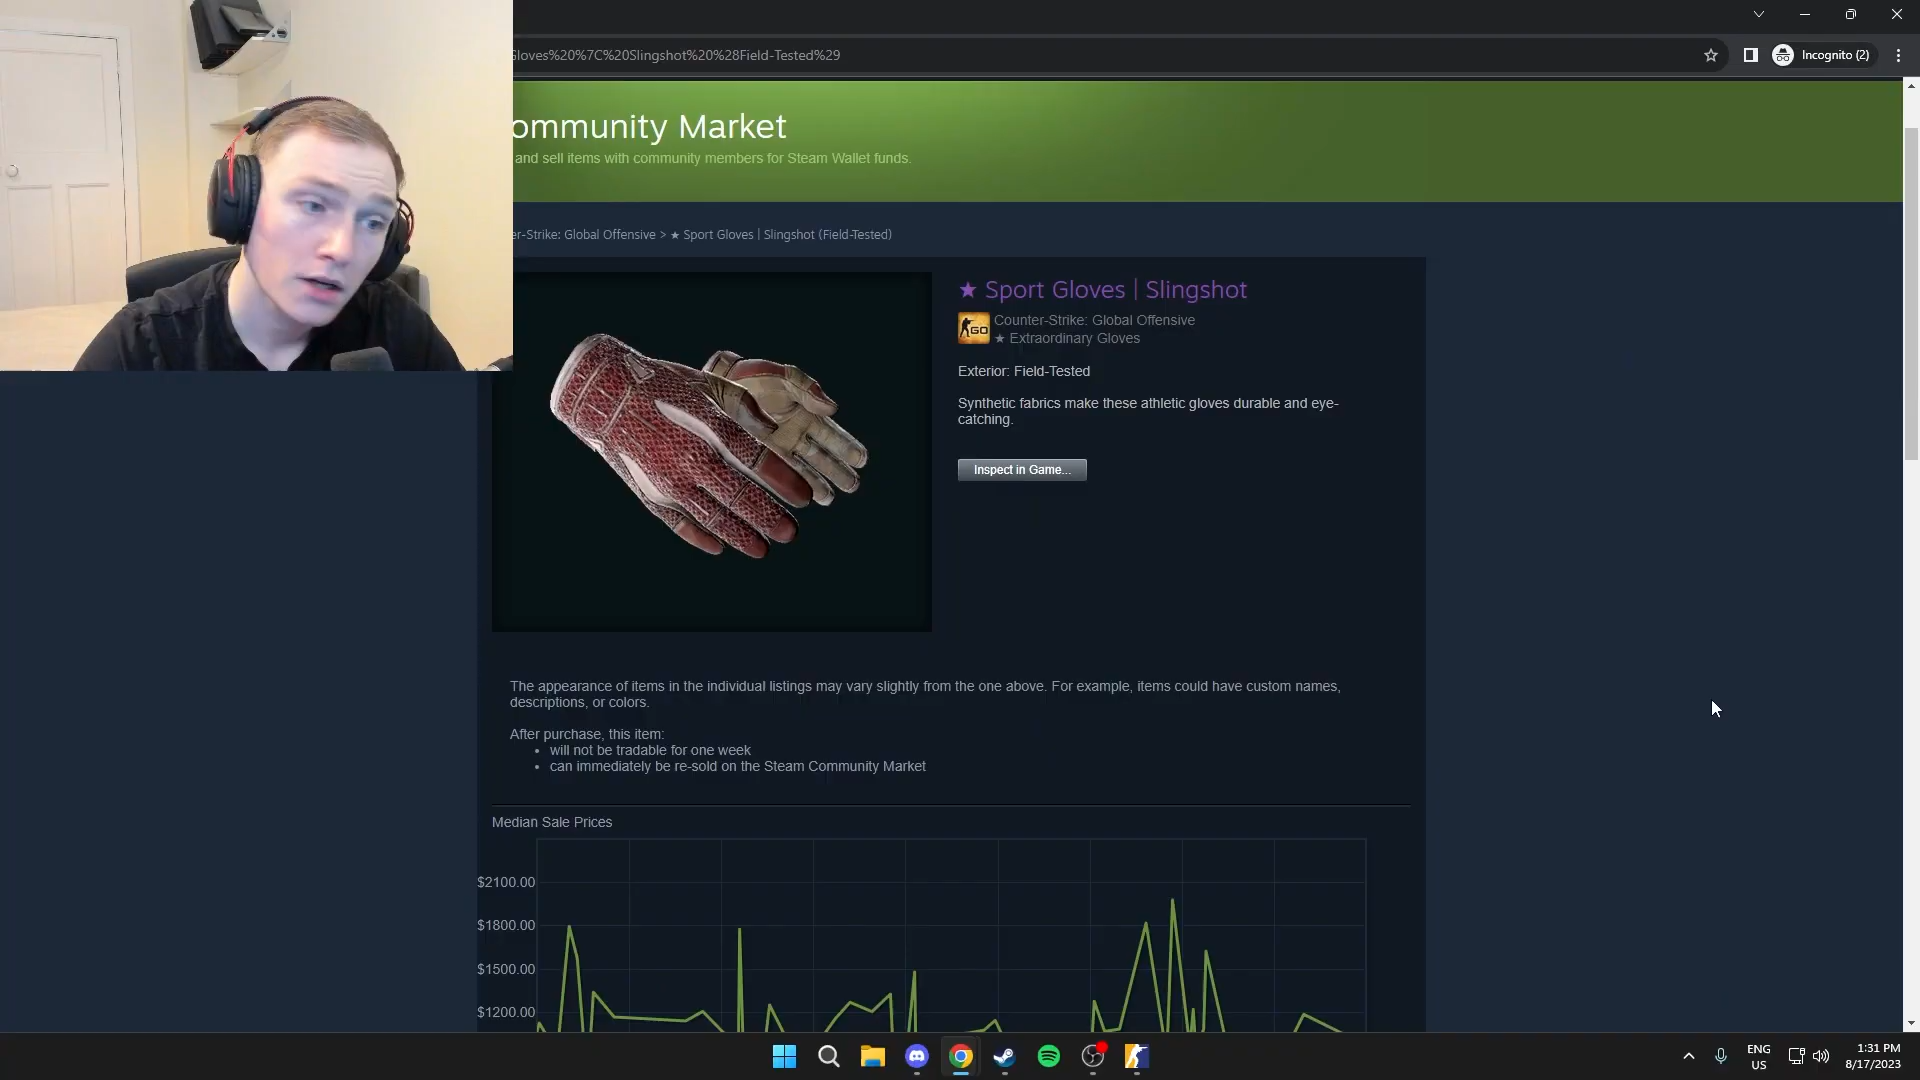 Gloves%20%7C%20Slingshot%20%28Field-Tested%29
Incognito (2)
ommunity Market
and sell items with community members for Steam Wallet funds.
er-Strike: Global Offensive > ★ Sport Gloves | Slingshot (Field-Tested)
★ Sport Gloves | Slingshot
GO
Counter-Strike: Global Offensive
★ Extraordinary Gloves
Exterior: Field-Tested
Synthetic fabrics make these athletic gloves durable and eye-
catching.
Inspect in Game...
The appearance of items in the individual listings may vary slightly from the one above. For example, items could have custom names,
descriptions, or colors.
After purchase, this item:
• will not be tradable for one week
• can immediately be re-sold on the Steam Community Market
Median Sale Prices
$2100.00
$1800.00
$1500.00
$1200.00
ENG
US
1:31 PM
8/17/2023